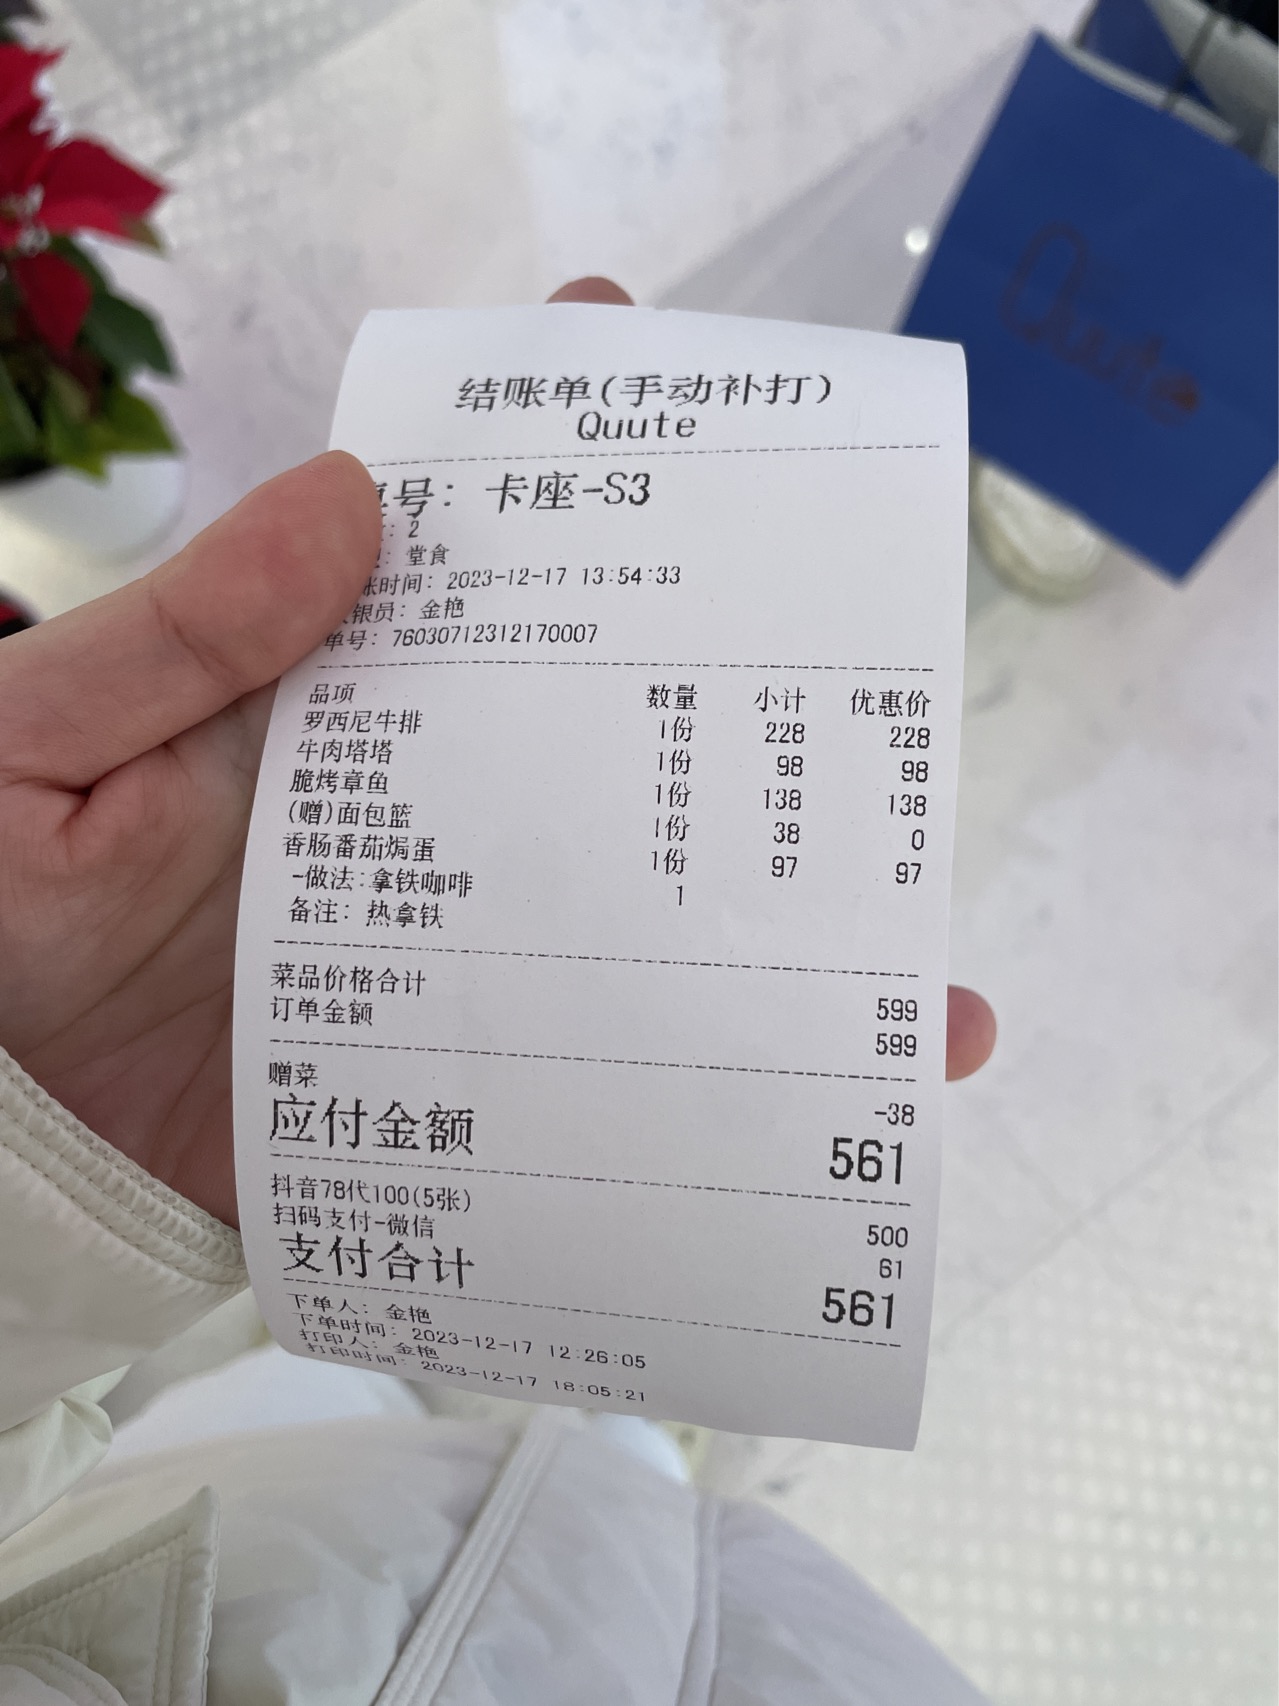 结账单(手动补打)
Quute
单号: 卡座-S3
: 2
: 堂食
账时间: 2023-12-17 13:54:33
银员: 金艳
单号: 76030712312170007
品项 数量 小计 优惠价
罗西尼牛排 1份 228 228
牛肉塔塔 1份 98 98
脆烤章鱼 1份 138 138
(赠)面包篮 1份 38 0
香肠番茄焗蛋 1份 97 97
-做法:拿铁咖啡 1
备注: 热拿铁
菜品价格合计 599
订单金额 599
赠菜 -38
应付金额 561
抖音78代100(5张) 500
扫码支付-微信 61
支付合计 561
下单人: 金艳
下单时间: 2023-12-17 12:26:05
打印人: 金艳
打印时间: 2023-12-17 18:05:21
Quute